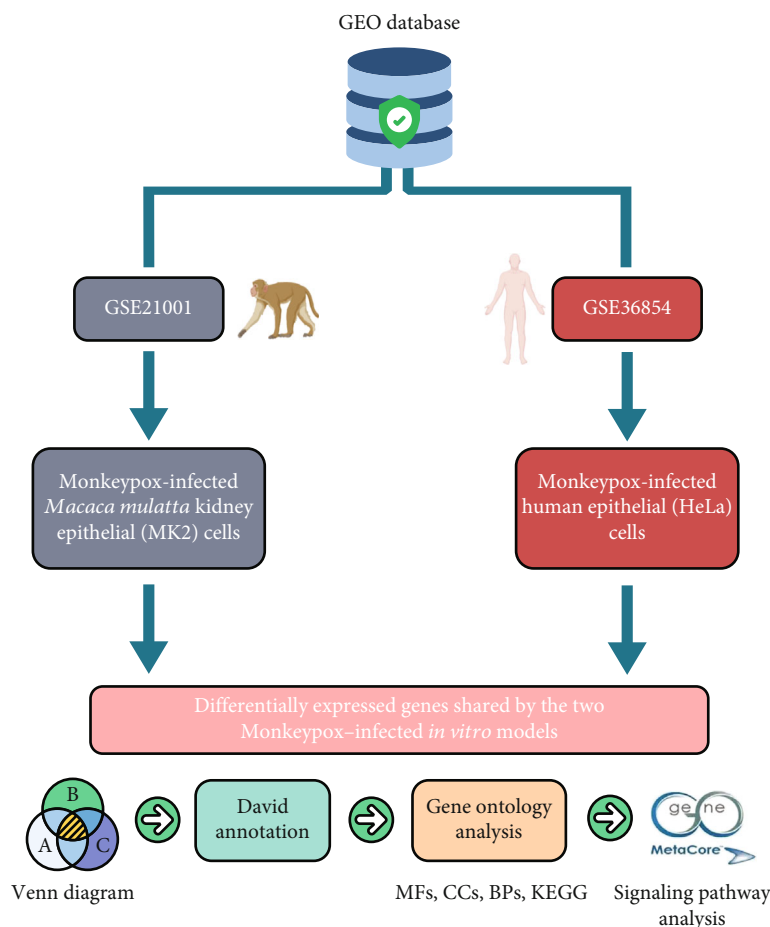 GEO database
GSE21001
GSE36854
Monkeypox-infected
Macaca mulatta kidney
epithelial (MK2) cells
Monkeypox-infected
human epithelial (HeLa)
cells
Differentially expressed genes shared by the two
Monkeypox–infected in vitro models
B
A
C
Venn diagram
David
annotation
Gene ontology
analysis
MFs, CCs, BPs, KEGG
geNe
GO
MetaCore™
Signaling pathway
analysis